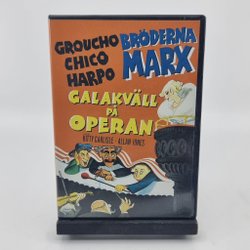 GROUCHO
CHICO
HARPO
BRÖDERNA
MARX
GALAKVÄLL
PÅ
OPERAN
KITTY CARLISLE · ALLAN JONES